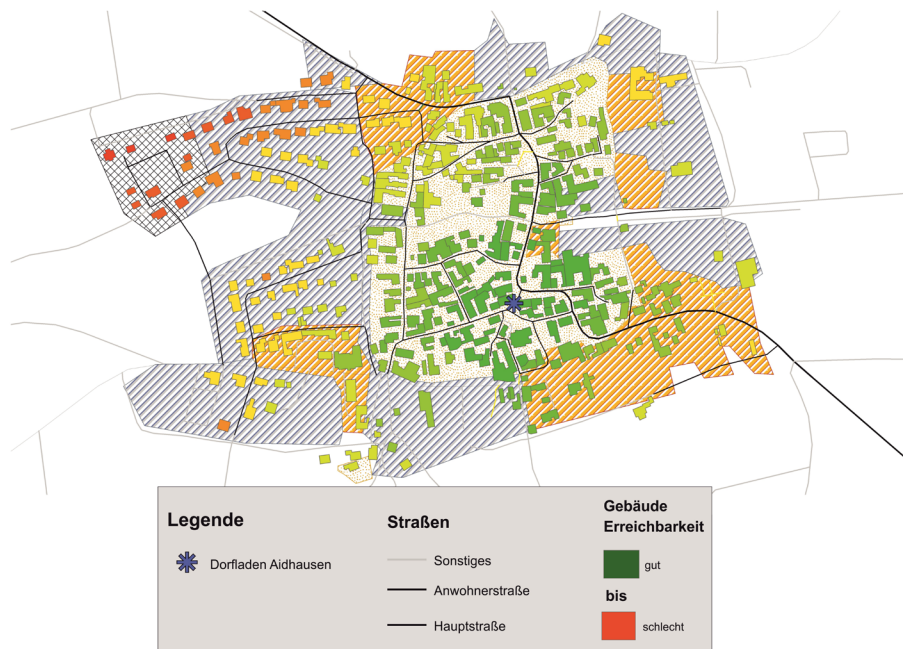 Legende
Dorfladen Aidhausen
Straßen
Sonstiges
Anwohnerstraße
Hauptstraße
Gebäude
Erreichbarkeit
gut
bis
schlecht